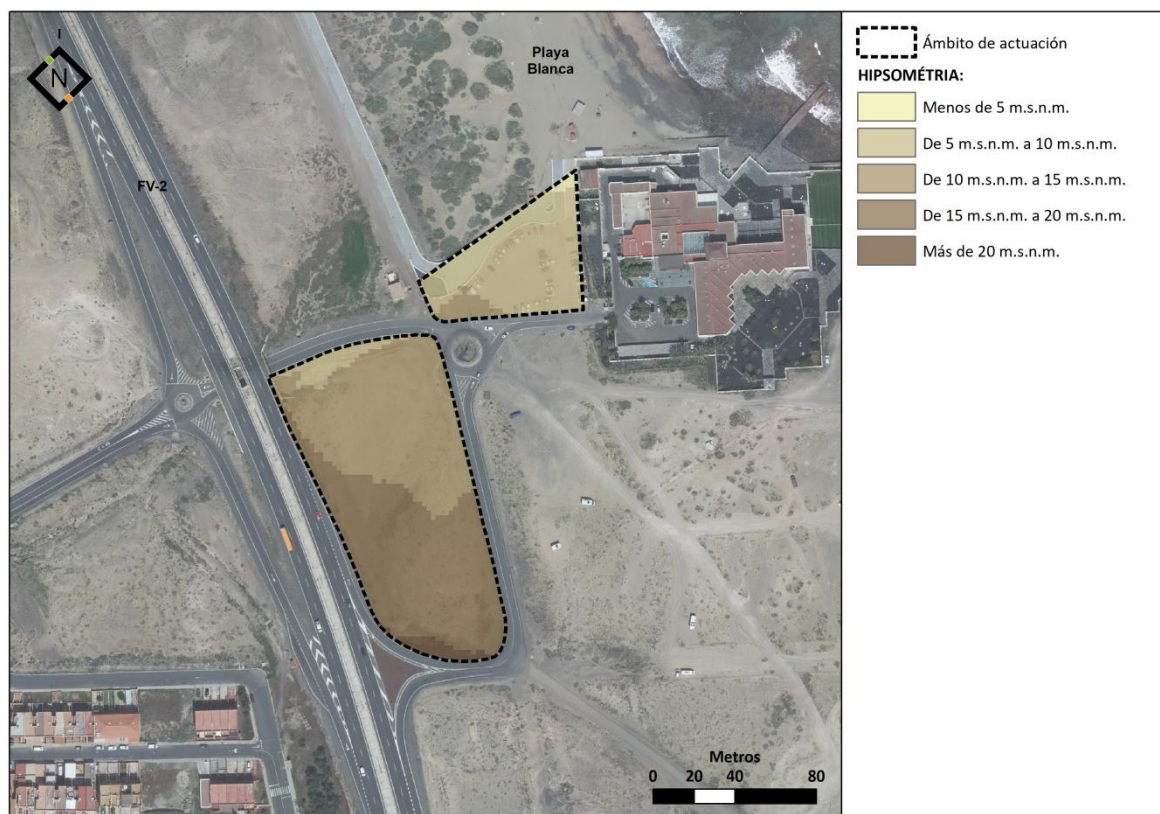 Playa
Blanca
N
FV-2
Metros
0 20 40 80
Ámbito de actuación
HIPSOMÉTRIA:
Menos de 5 m.s.n.m.
De 5 m.s.n.m. a 10 m.s.n.m.
De 10 m.s.n.m. a 15 m.s.n.m.
De 15 m.s.n.m. a 20 m.s.n.m.
Más de 20 m.s.n.m.